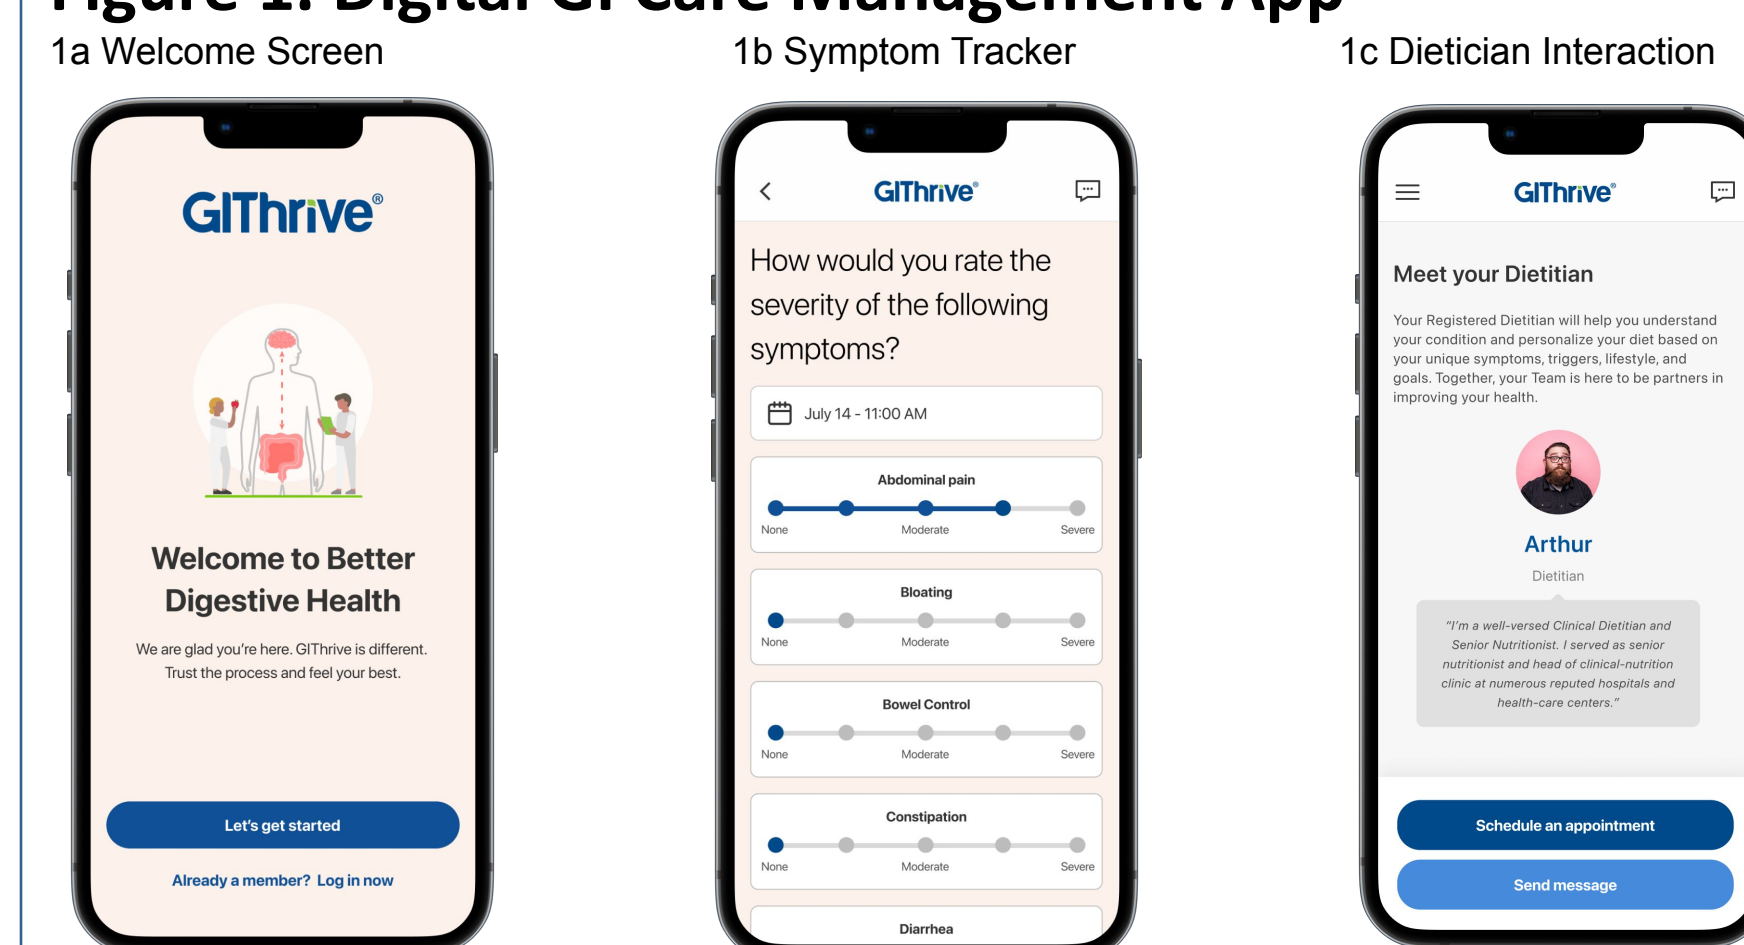 Figure 1: Digital GI Care Management App
1a Welcome Screen
1b Symptom Tracker
1c Dietician Interaction
GIThrive®
Welcome to Better
Digestive Health
We are glad you're here. GIThrive is different.
Trust the process and feel your best.
Let's get started
Already a member? Log in now
GIThrive®
How would you rate the
severity of the following
symptoms?
July 14 - 11:00 AM
Abdominal pain
None Moderate Severe
Bloating
None Moderate Severe
Bowel Control
None Moderate Severe
Constipation
None Moderate Severe
Diarrhea
GIThrive®
Meet your Dietitian
Your Registered Dietitian will help you understand
your condition and personalize your diet based on
your unique symptoms, triggers, lifestyle, and
goals. Together, your Team is here to be partners in
improving your health.
Arthur
Dietitian
"I'm a well-versed Clinical Dietitian and
Senior Nutritionist. I served as senior
nutritionist and head of clinical-nutrition
clinic at numerous reputed hospitals and
health-care centers."
Schedule an appointment
Send message